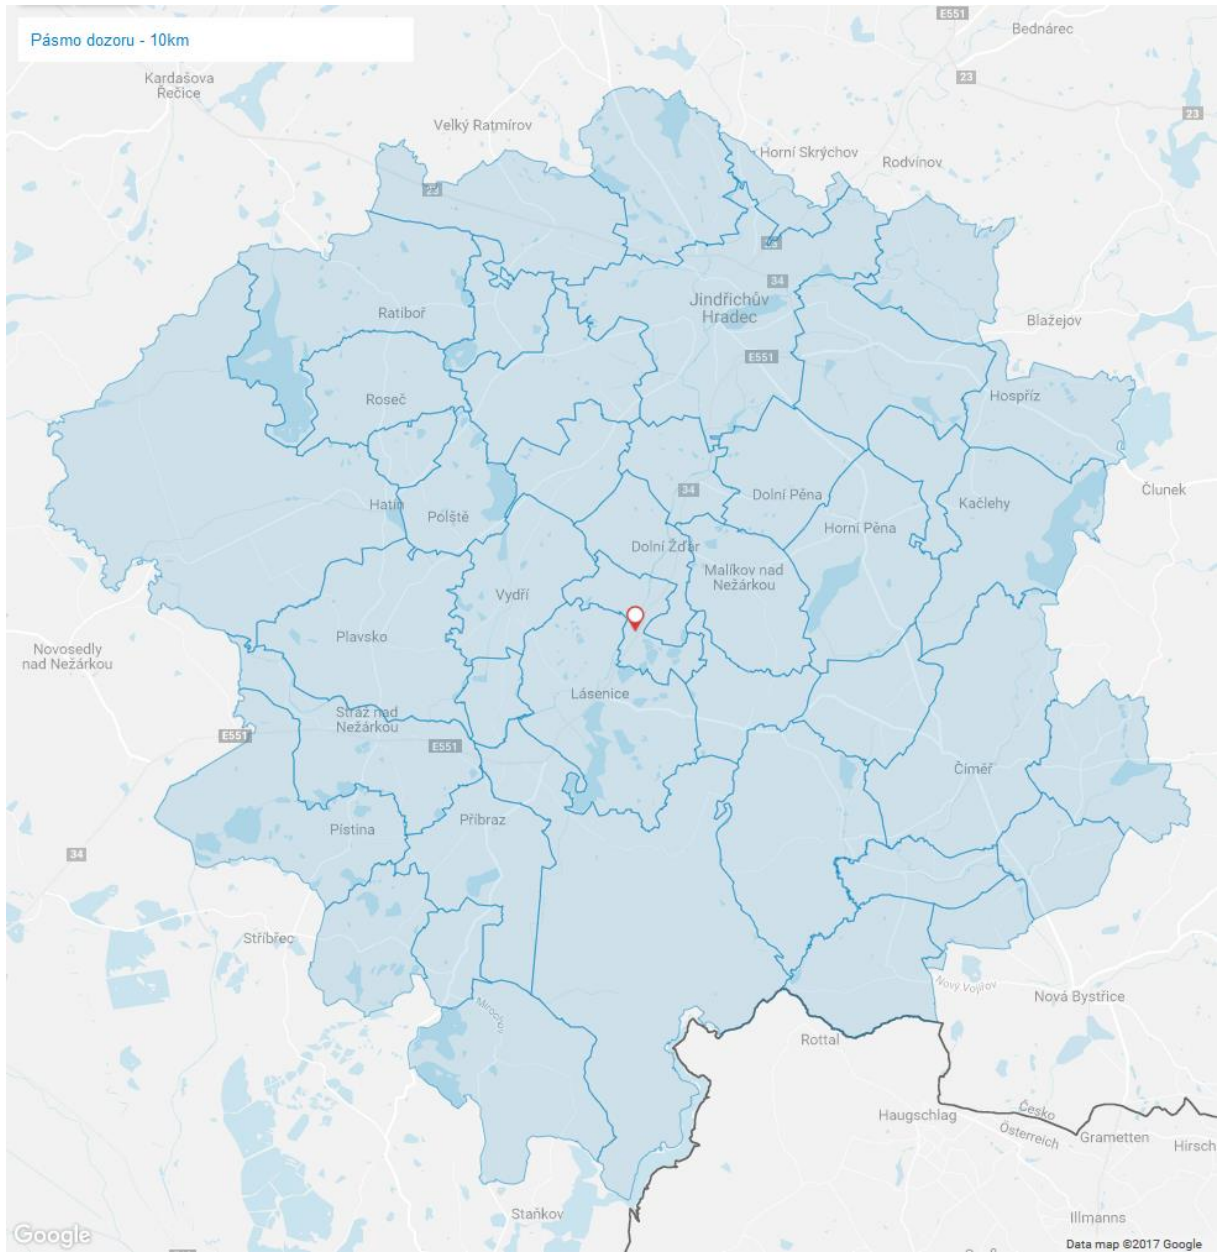 Pásmo dozoru - 10km
E551
Bednárec
23
Kardašova
Řečice
23
Velký Ratmírov
Horní Skrýchov
Rodvínov
23
23
34
Ratiboř
Jindřichův
Hradec
Blažejov
E551
Roseč
Hospříz
Člunek
34
Dolní Pěna
Hatín
Polště
Kačlehy
Horní Pěna
Dolní Žďár
Malíkov nad
Nežárkou
Vydří
Plavsko
Novosedly
nad Nežárkou
Lásenice
Stráž nad
Nežárkou
E551
E551
Číměř
Příbraz
Pístina
34
Stříbřec
Nový Vojířov
Nová Bystřice
Mirochov
Rottal
Haugschlag
Česko
Österreich
Grametten
Hirsch
Staňkov
Illmanns
Google
Data map ©2017 Google